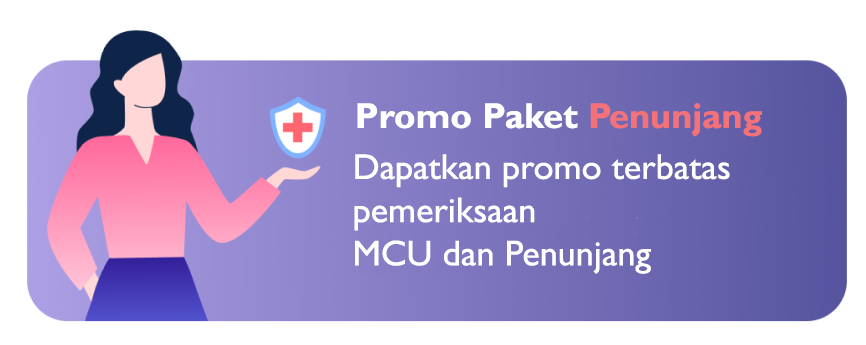 Promo Paket Penunjang
Dapatkan promo terbatas
pemeriksaan
MCU dan Penunjang